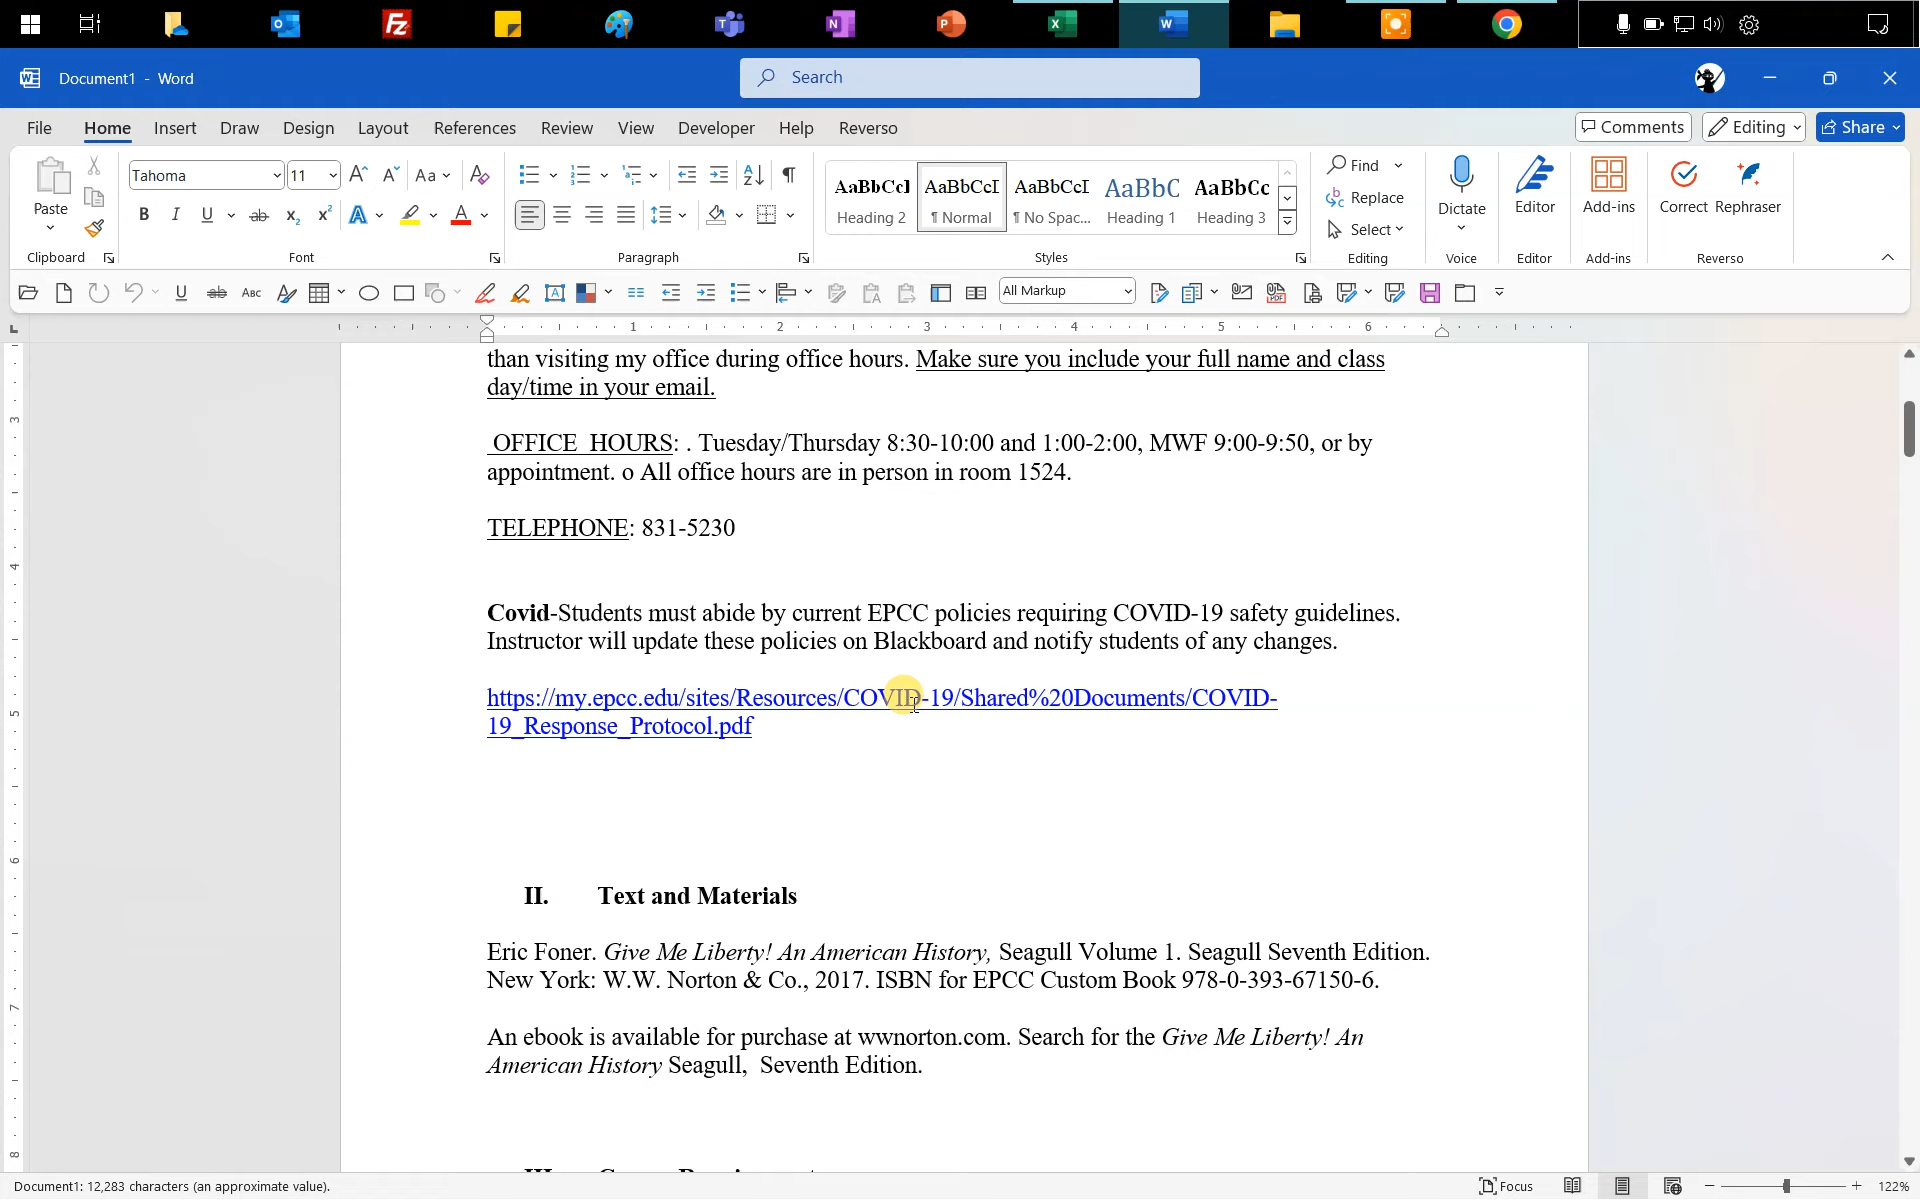 Document1 - Word
Search
File Home Insert Draw Design Layout References Review View Developer Help Reverso
Comments Editing Share
Paste
Tahoma 11
Aa
B I U ab x₂ x² A A
AaBbCcI AaBbCcI AaBbCcI AaBbC AaBbCc
Heading 2 ¶ Normal ¶ No Spac... Heading 1 Heading 3
Find
Replace
Select
Dictate Editor Add-ins Correct Rephraser
Clipboard Font Paragraph Styles Editing Voice Editor Add-ins Reverso
All Markup
1 2 3 4 5 6
than visiting my office during office hours. Make sure you include your full name and class
day/time in your email.
OFFICE HOURS: . Tuesday/Thursday 8:30-10:00 and 1:00-2:00, MWF 9:00-9:50, or by
appointment. o All office hours are in person in room 1524.
TELEPHONE: 831-5230
Covid-Students must abide by current EPCC policies requiring COVID-19 safety guidelines.
Instructor will update these policies on Blackboard and notify students of any changes.
https://my.epcc.edu/sites/Resources/COVID-19/Shared%20Documents/COVID-
19_Response_Protocol.pdf
II. Text and Materials
Eric Foner. Give Me Liberty! An American History, Seagull Volume 1. Seagull Seventh Edition.
New York: W.W. Norton & Co., 2017. ISBN for EPCC Custom Book 978-0-393-67150-6.
An ebook is available for purchase at wwnorton.com. Search for the Give Me Liberty! An
American History Seagull, Seventh Edition.
Document1: 12,283 characters (an approximate value).
Focus
122%